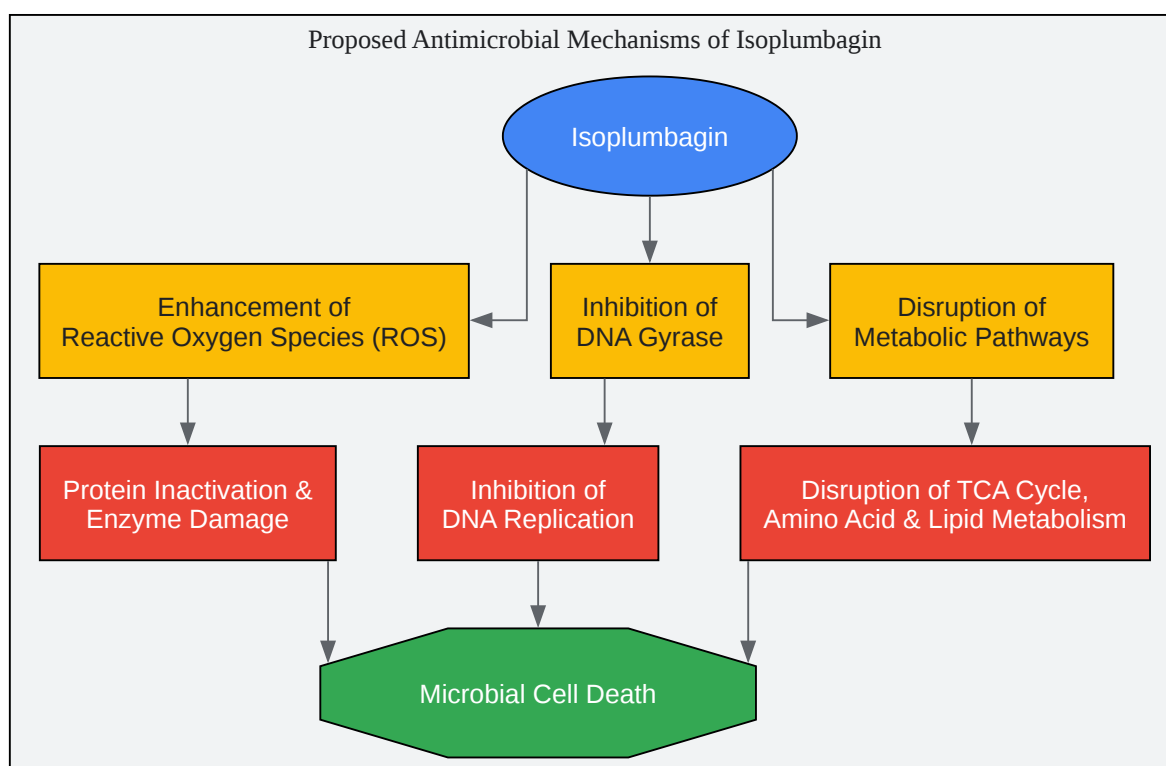 Proposed Antimicrobial Mechanisms of Isoplumbagin
Isoplumbagin
Enhancement of
Reactive Oxygen Species (ROS)
Inhibition of
DNA Gyrase
Disruption of
Metabolic Pathways
Protein Inactivation &
Enzyme Damage
Inhibition of
DNA Replication
Disruption of TCA Cycle,
Amino Acid & Lipid Metabolism
Microbial Cell Death